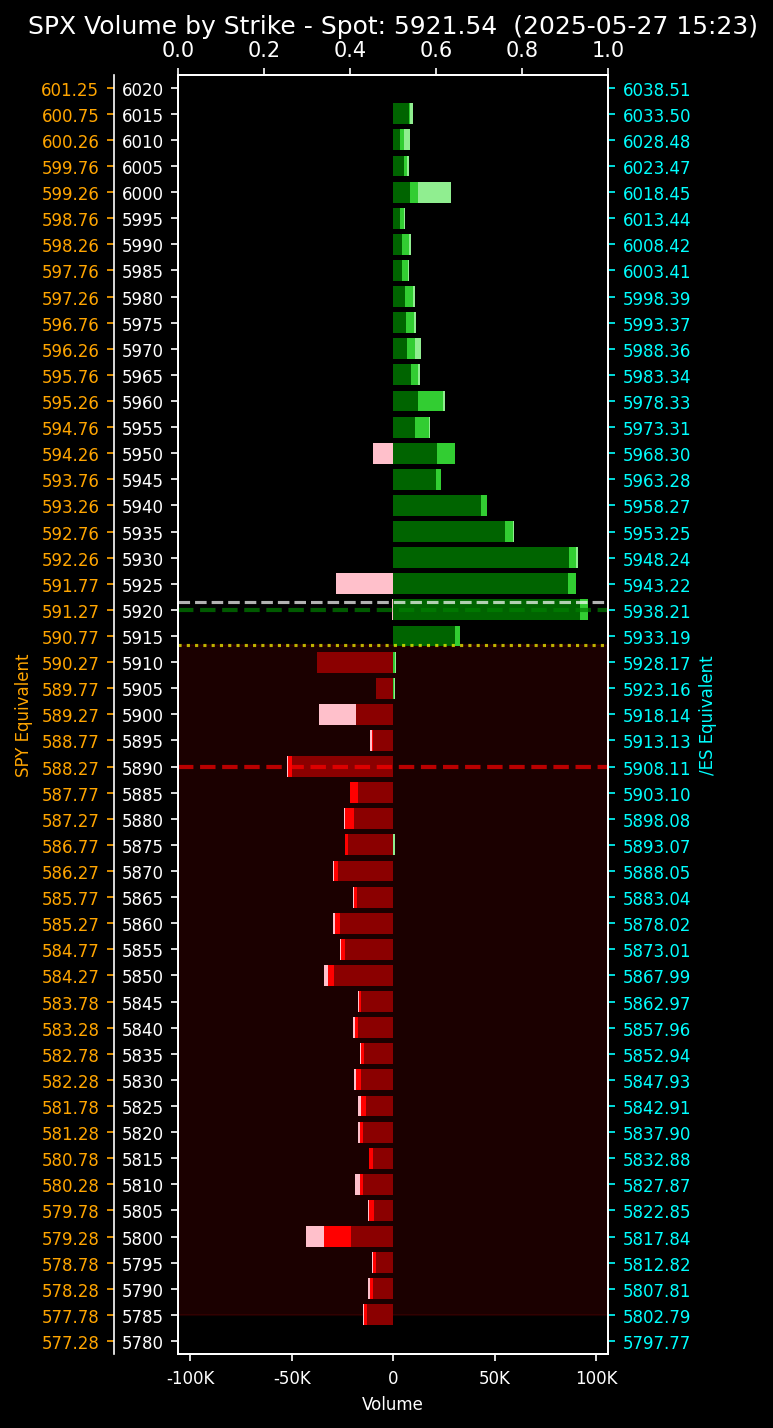 SPX Volume by Strike - Spot: 5921.54 (2025-05-27 15:23)
0.0 0.2 0.4 0.6 0.8 1.0
601.25 6020 6038.51
600.75 6015 6033.50
600.26 6010 6028.48
599.76 6005 6023.47
599.26 6000 6018.45
598.76 5995 6013.44
598.26 5990 6008.42
597.76 5985 6003.41
597.26 5980 5998.39
596.76 5975 5993.37
596.26 5970 5988.36
595.76 5965 5983.34
595.26 5960 5978.33
594.76 5955 5973.31
594.26 5950 5968.30
593.76 5945 5963.28
593.26 5940 5958.27
592.76 5935 5953.25
592.26 5930 5948.24
591.77 5925 5943.22
591.27 5920 5938.21
590.77 5915 5933.19
590.27 5910 5928.17
589.77 5905 5923.16
589.27 5900 5918.14
588.77 5895 5913.13
588.27 5890 5908.11
587.77 5885 5903.10
587.27 5880 5898.08
586.77 5875 5893.07
586.27 5870 5888.05
585.77 5865 5883.04
585.27 5860 5878.02
584.77 5855 5873.01
584.27 5850 5867.99
583.78 5845 5862.97
583.28 5840 5857.96
582.78 5835 5852.94
582.28 5830 5847.93
581.78 5825 5842.91
581.28 5820 5837.90
580.78 5815 5832.88
580.28 5810 5827.87
579.78 5805 5822.85
579.28 5800 5817.84
578.78 5795 5812.82
578.28 5790 5807.81
577.78 5785 5802.79
577.28 5780 5797.77
SPY Equivalent
/ES Equivalent
-100K -50K 0 50K 100K
Volume